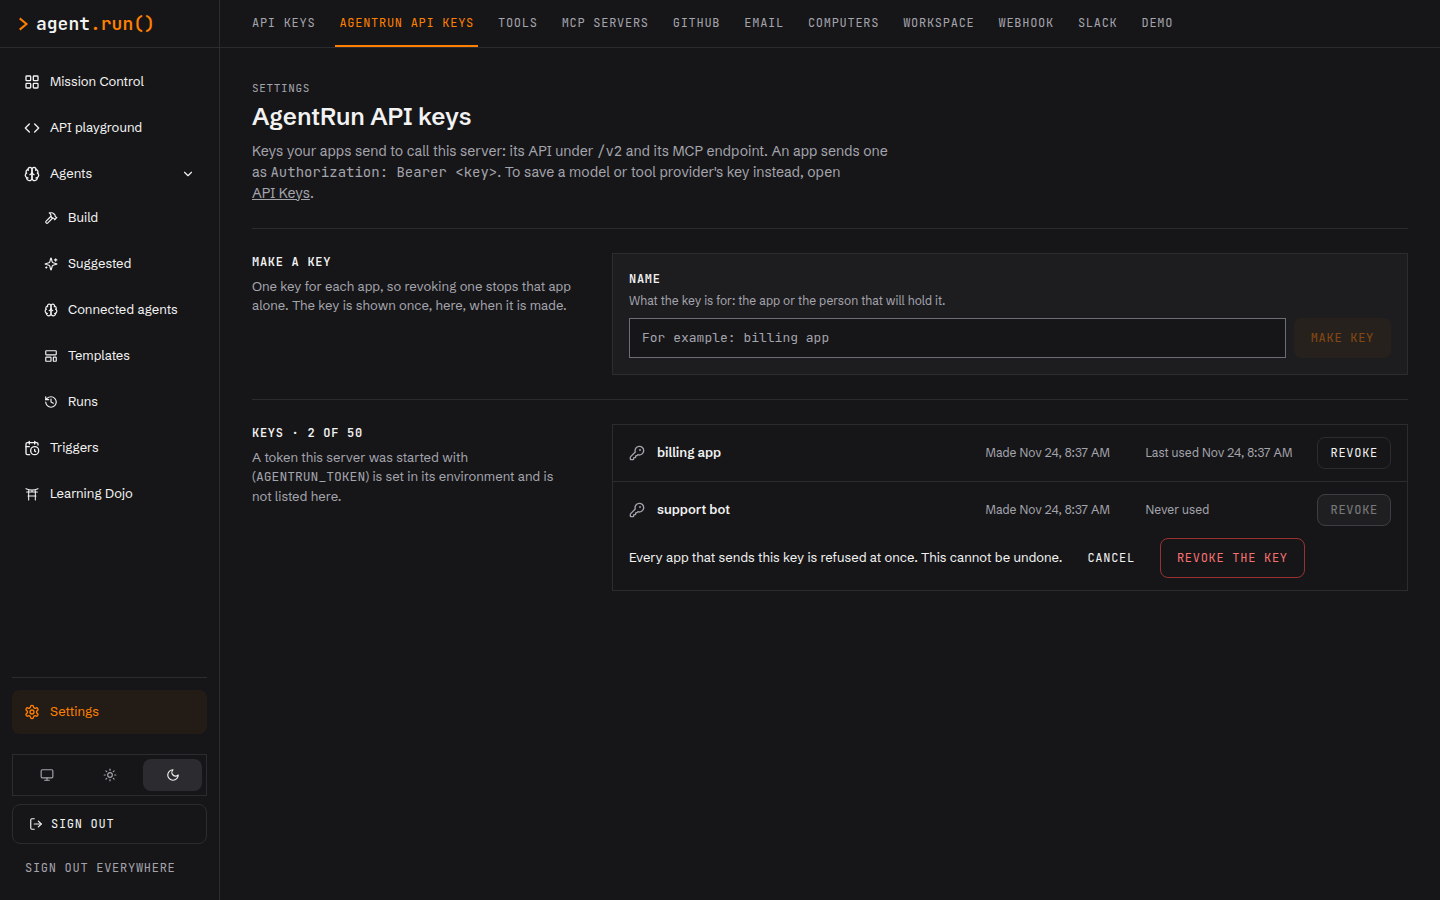 agent.run()
API KEYS
AGENTRUN API KEYS
TOOLS
MCP SERVERS
GITHUB
EMAIL
COMPUTERS
WORKSPACE
WEBHOOK
SLACK
DEMO
Mission Control
API playground
Agents
Build
Suggested
Connected agents
Templates
Runs
Triggers
Learning Dojo
Settings
SIGN OUT
SIGN OUT EVERYWHERE
SETTINGS
AgentRun API keys
Keys your apps send to call this server: its API under /v2 and its MCP endpoint. An app sends one
as Authorization: Bearer <key>. To save a model or tool provider's key instead, open
API Keys.
MAKE A KEY
One key for each app, so revoking one stops that app
alone. The key is shown once, here, when it is made.
NAME
What the key is for: the app or the person that will hold it.
For example: billing app
MAKE KEY
KEYS · 2 OF 50
A token this server was started with
(AGENTRUN_TOKEN) is set in its environment and is
not listed here.
billing app
Made Nov 24, 8:37 AM
Last used Nov 24, 8:37 AM
REVOKE
support bot
Made Nov 24, 8:37 AM
Never used
REVOKE
Every app that sends this key is refused at once. This cannot be undone.
CANCEL
REVOKE THE KEY